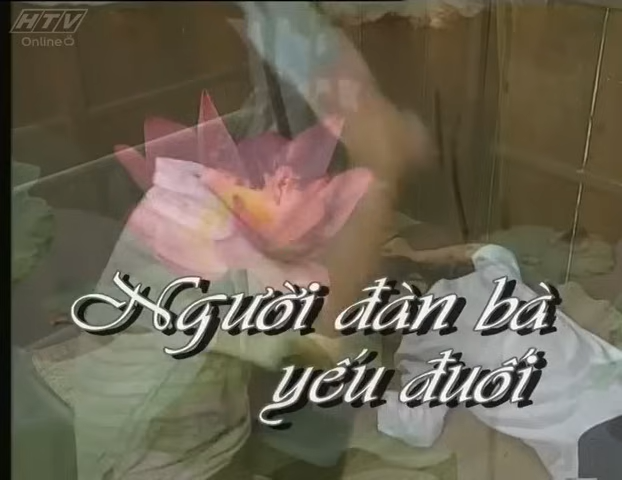 HTV
Online
Người đàn bà
yếu đuối